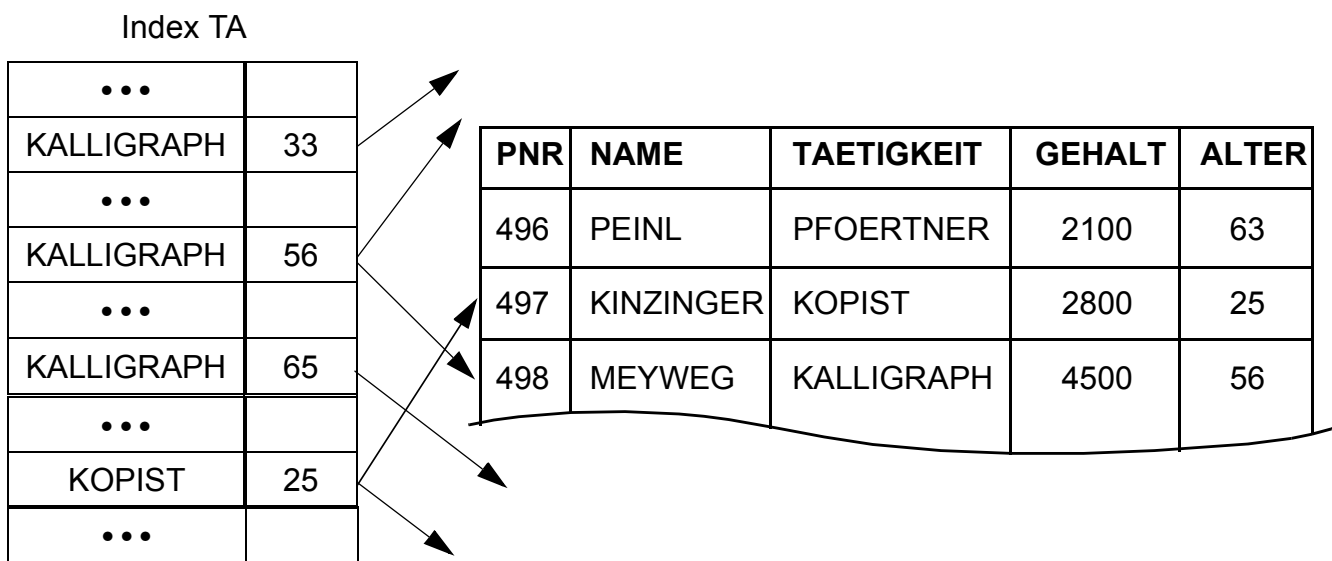 Index TA
•••
KALLIGRAPH 33
•••
KALLIGRAPH 56
•••
KALLIGRAPH 65
•••
KOPIST 25
•••
PNR NAME TAETIGKEIT GEHALT ALTER
496 PEINL PFOERTNER 2100 63
497 KINZINGER KOPIST 2800 25
498 MEYWEG KALLIGRAPH 4500 56